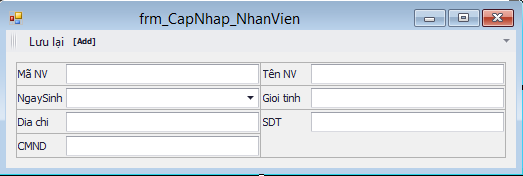 frm_CapNhap_NhanVien
Lưu lại [Add]
Mã NV Tên NV
NgaySinh Gioi tinh
Dia chi SDT
CMND